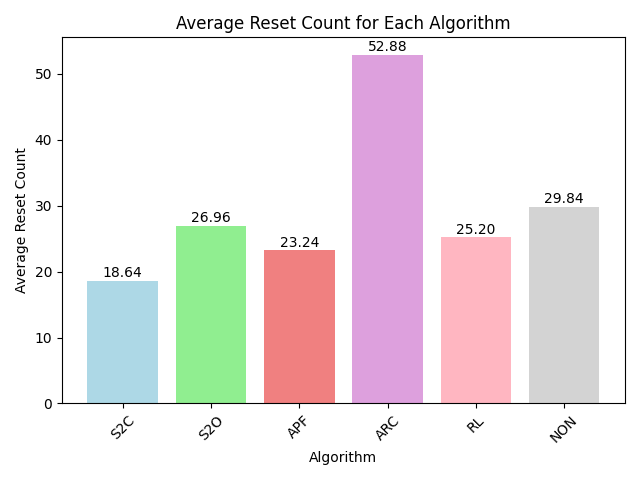 Average Reset Count for Each Algorithm
Average Reset Count
50
40
30
20
10
0
18.64
26.96
23.24
52.88
25.20
29.84
S2C
S2O
APF
ARC
RL
NON
Algorithm